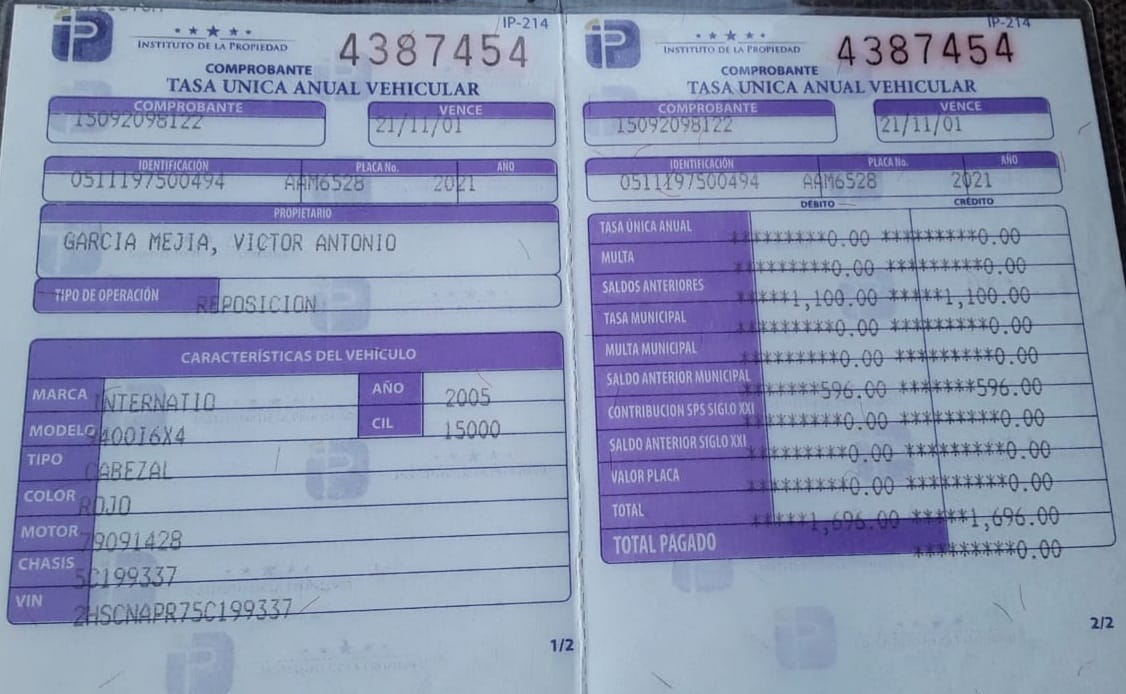 IP-214
iP
INSTITUTO DE LA PROPIEDAD
4387454
COMPROBANTE
TASA UNICA ANUAL VEHICULAR
COMPROBANTE VENCE
15092098122 21/11/01
IDENTIFICACIÓN PLACA No. AÑO
0511197500494 AAM6528 2021
PROPIETARIO
GARCIA MEJIA, VICTOR ANTONIO
TIPO DE OPERACIÓN REPOSICION
CARACTERÍSTICAS DEL VEHÍCULO
MARCA INTERNATIO AÑO 2005
MODELO 9400I6X4 CIL 15000
TIPO CABEZAL
COLOR ROJO
MOTOR 79091428
CHASIS 5C199337
VIN 2HSCNAPR75C199337
1/2
IP-214
iP
INSTITUTO DE LA PROPIEDAD
4387454
COMPROBANTE
TASA UNICA ANUAL VEHICULAR
COMPROBANTE VENCE
15092098122 21/11/01
IDENTIFICACIÓN PLACA No. AÑO
0511197500494 AAM6528 2021
DÉBITO CRÉDITO
TASA ÚNICA ANUAL *********0.00 *********0.00
MULTA *********0.00 *********0.00
SALDOS ANTERIORES *****1,100.00 *****1,100.00
TASA MUNICIPAL *********0.00 *********0.00
MULTA MUNICIPAL *********0.00 *********0.00
SALDO ANTERIOR MUNICIPAL *******596.00 *******596.00
CONTRIBUCION SPS SIGLO XXI *********0.00 *********0.00
SALDO ANTERIOR SIGLO XXI *********0.00 *********0.00
VALOR PLACA *********0.00 *********0.00
TOTAL *****1,696.00 *****1,696.00
TOTAL PAGADO *********0.00
2/2